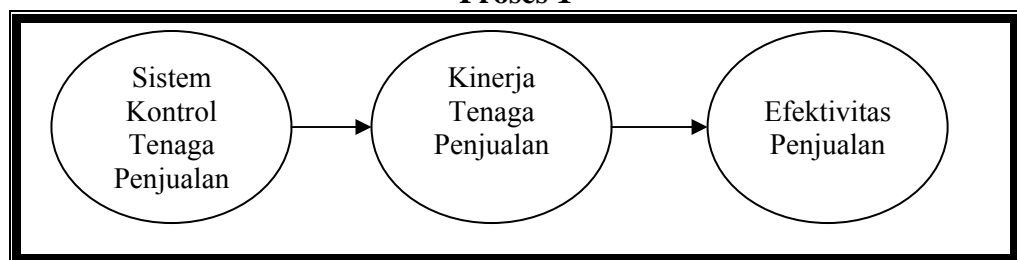 Proses 1
Sistem
Kontrol
Tenaga
Penjualan
Kinerja
Tenaga
Penjualan
Efektivitas
Penjualan